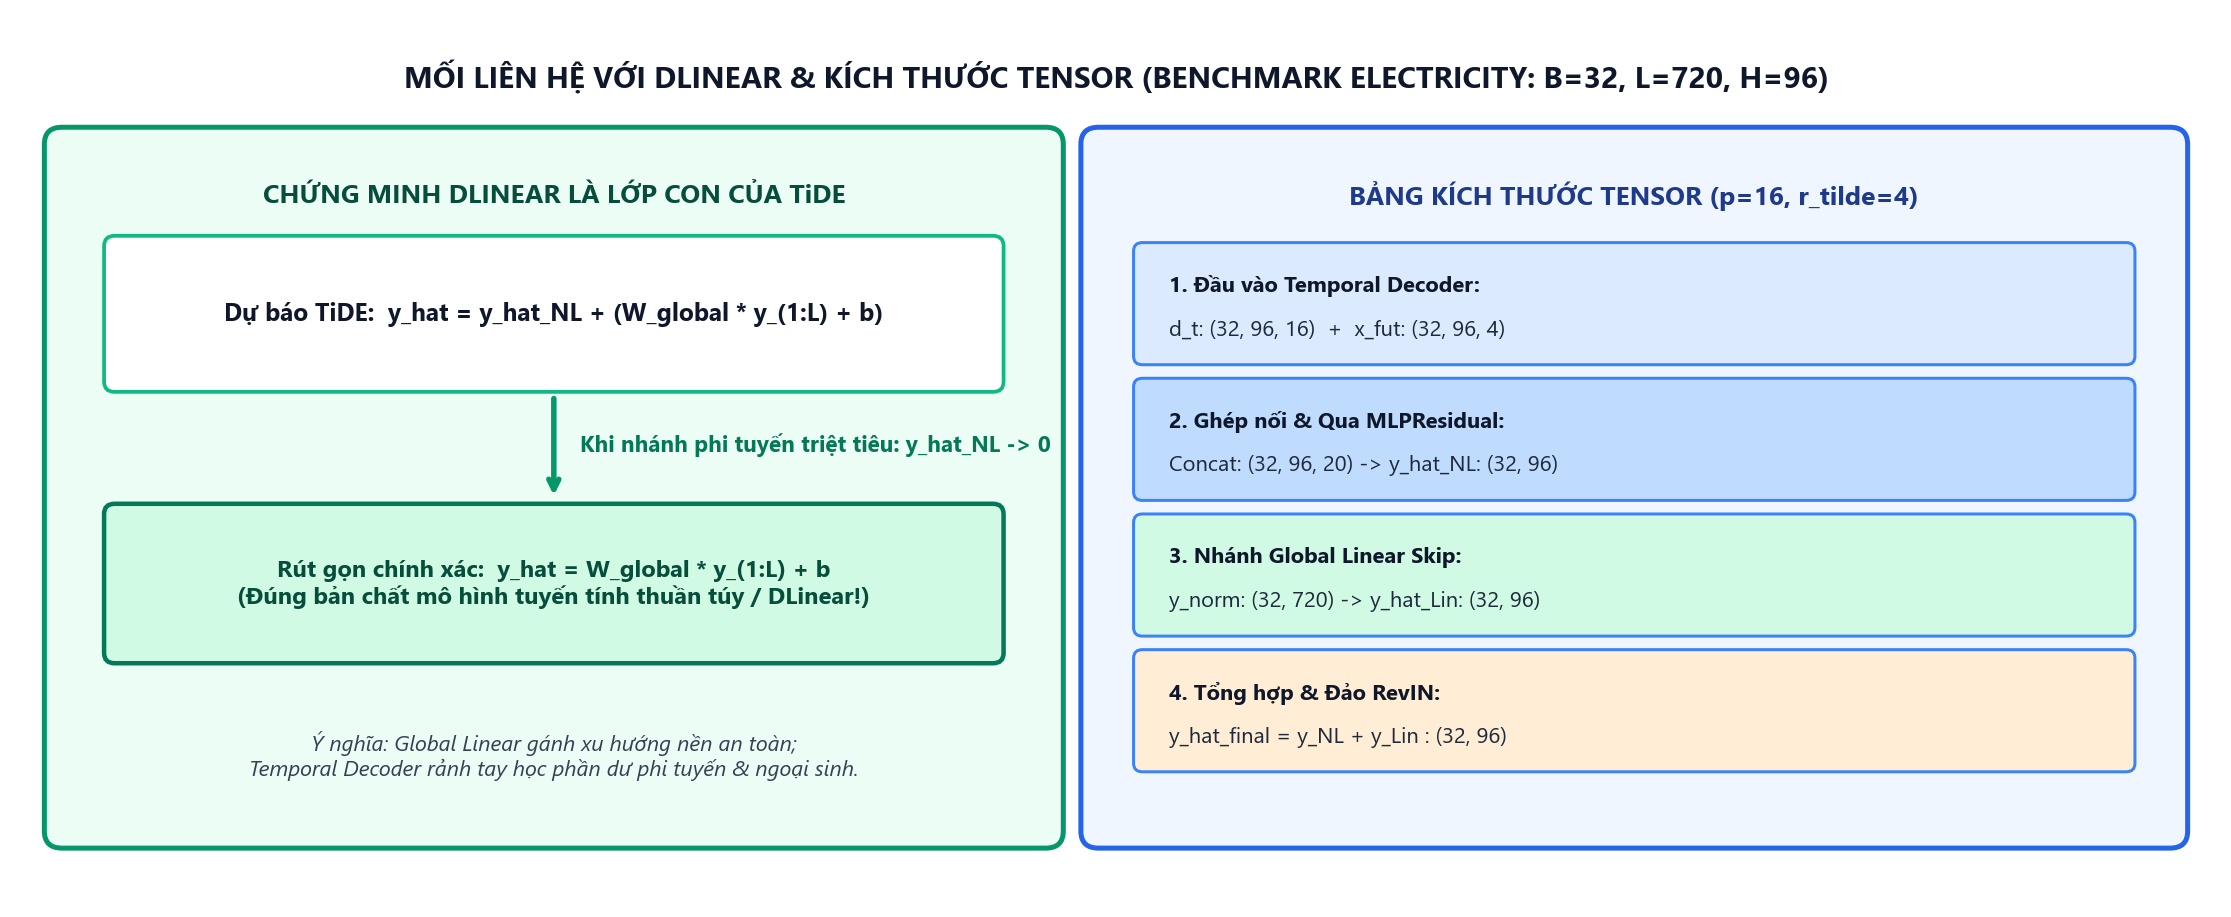 MỐI LIÊN HỆ VỚI DLINEAR & KÍCH THƯỚC TENSOR (BENCHMARK ELECTRICITY: B=32, L=720, H=96)
CHỨNG MINH DLINEAR LÀ LỚP CON CỦA TiDE
Dự báo TiDE:  y_hat = y_hat_NL + (W_global * y_(1:L) + b)
Khi nhánh phi tuyến triệt tiêu: y_hat_NL -> 0
Rút gọn chính xác:  y_hat = W_global * y_(1:L) + b
(Đúng bản chất mô hình tuyến tính thuần túy / DLinear!)
Ý nghĩa: Global Linear gánh xu hướng nền an toàn;
Temporal Decoder rảnh tay học phần dư phi tuyến & ngoại sinh.
BẢNG KÍCH THƯỚC TENSOR (p=16, r_tilde=4)
1. Đầu vào Temporal Decoder:
d_t: (32, 96, 16)  +  x_fut: (32, 96, 4)
2. Ghép nối & Qua MLPResidual:
Concat: (32, 96, 20) -> y_hat_NL: (32, 96)
3. Nhánh Global Linear Skip:
y_norm: (32, 720) -> y_hat_Lin: (32, 96)
4. Tổng hợp & Đảo RevIN:
y_hat_final = y_NL + y_Lin : (32, 96)